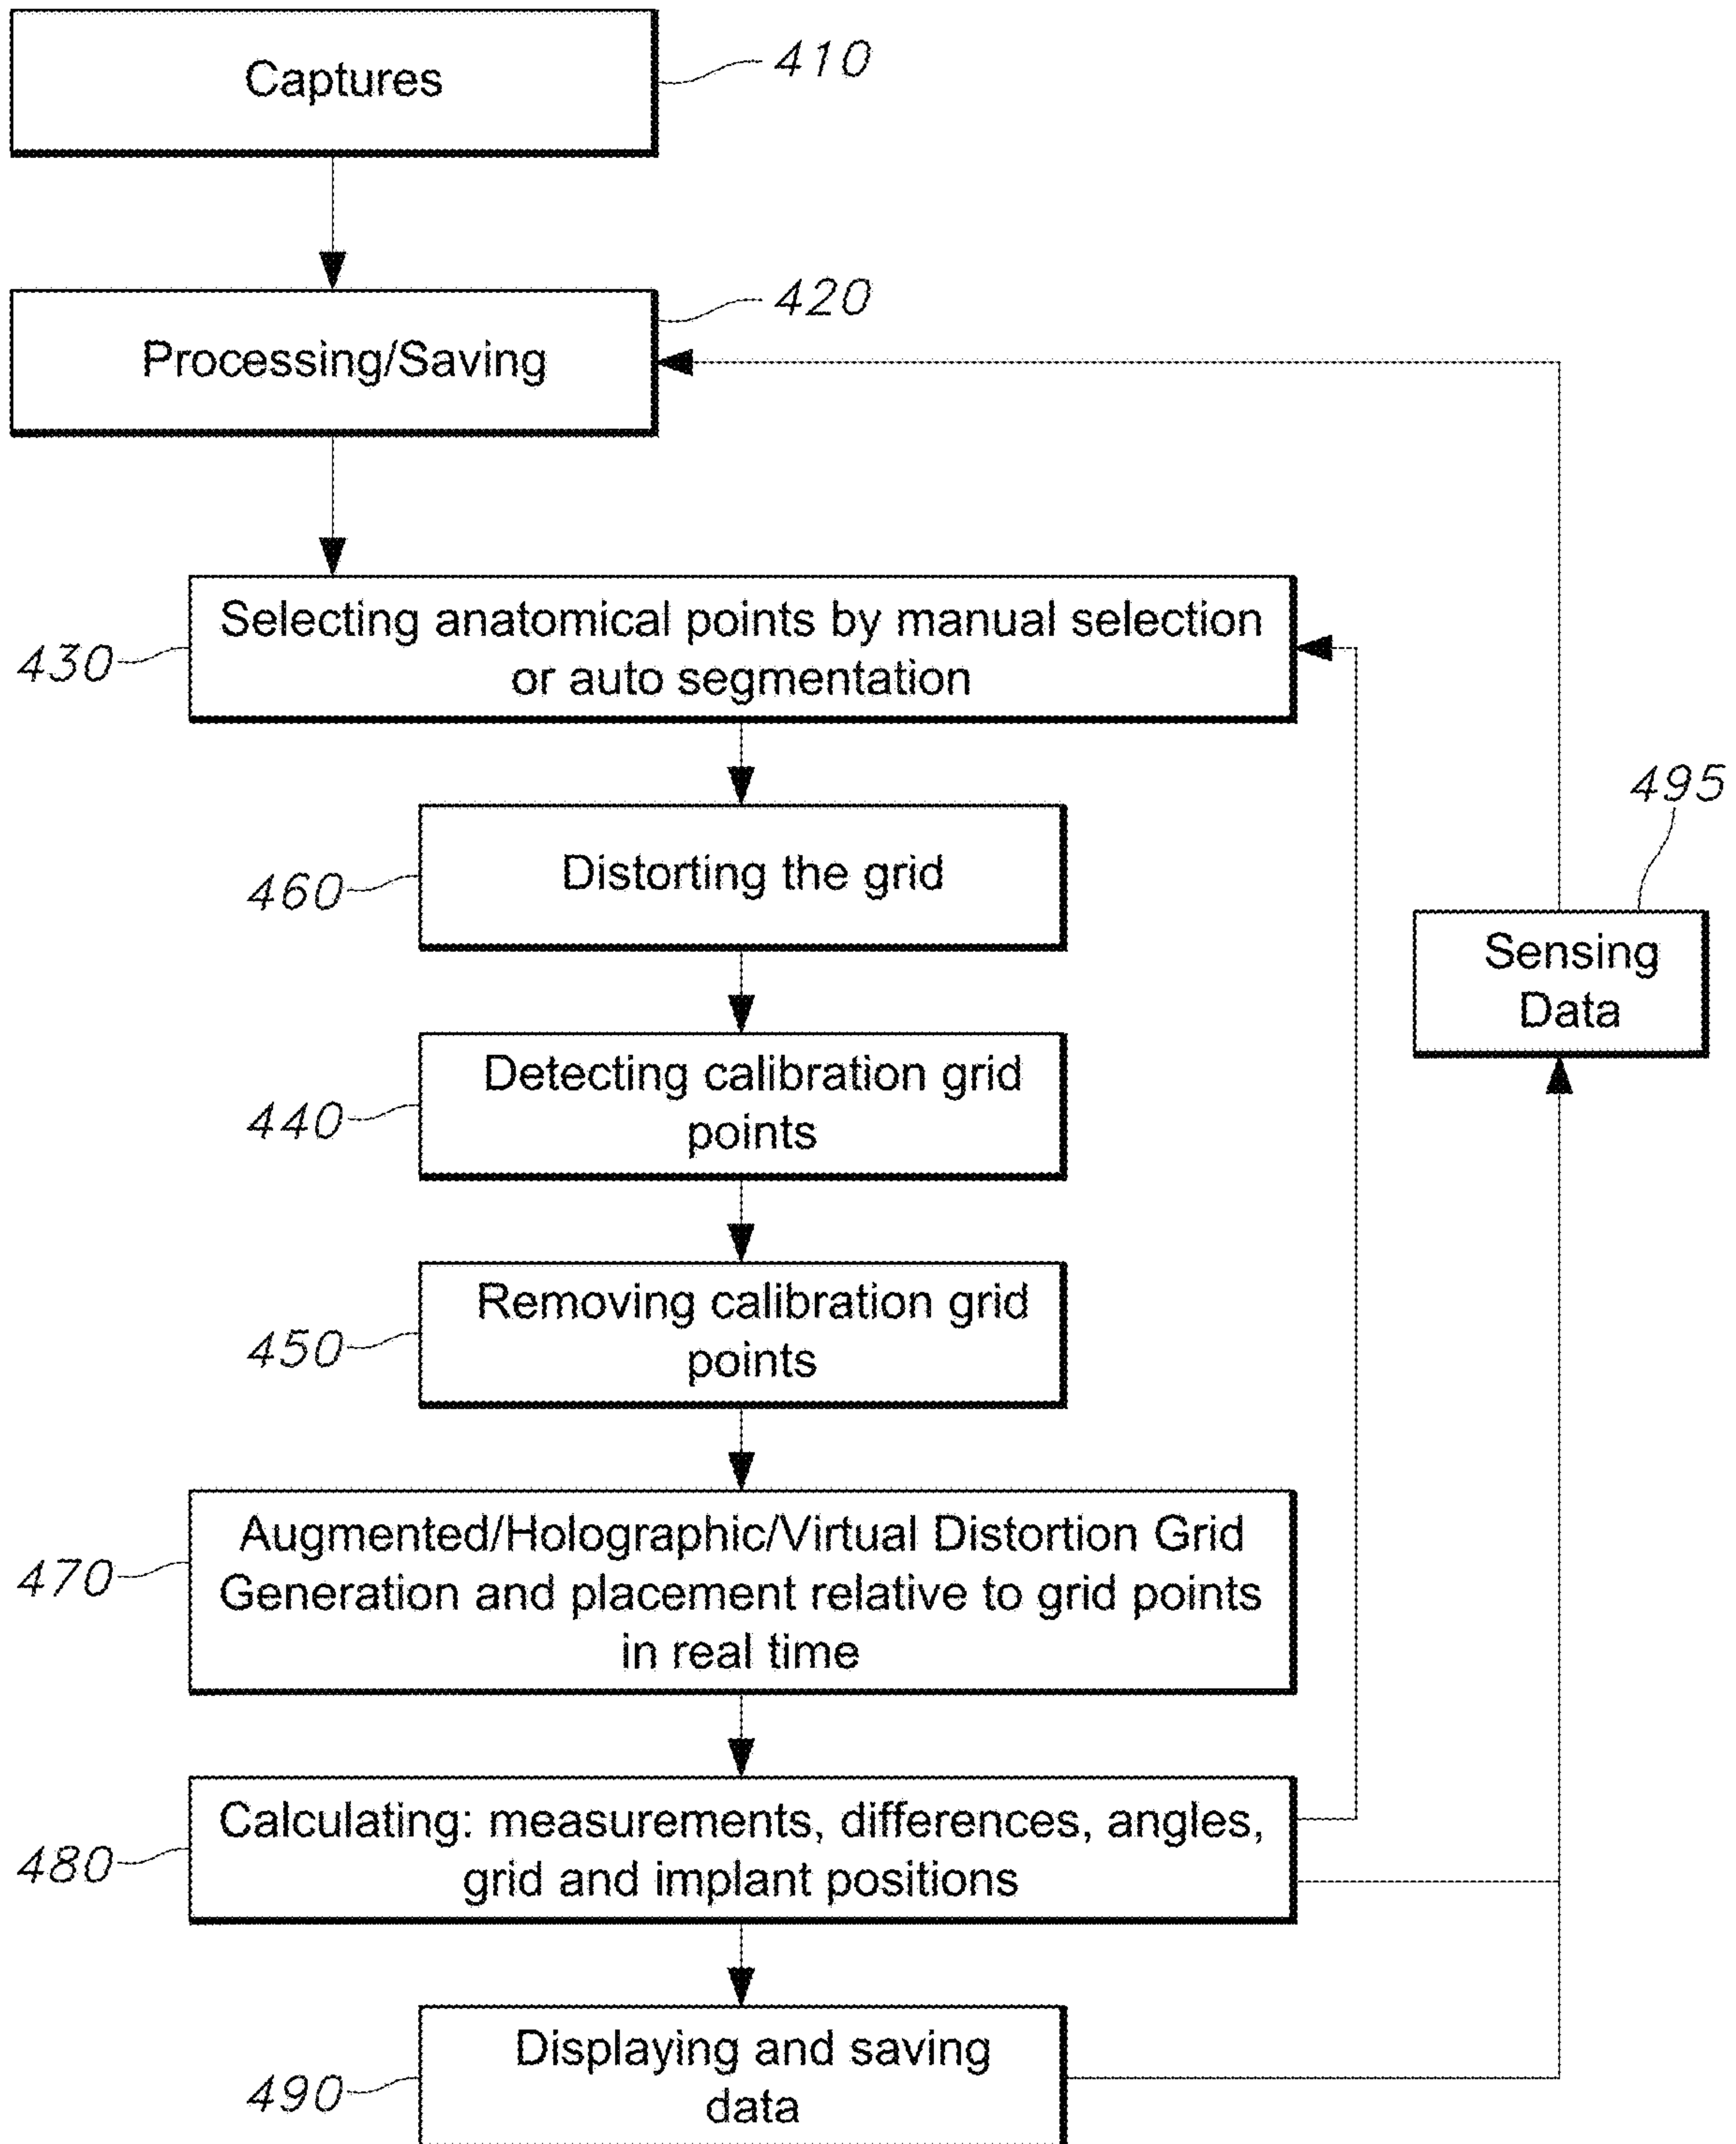 Captures
410
Processing/Saving
420
Selecting anatomical points by manual selection
or auto segmentation
430
Distorting the grid
460
495
Sensing
Data
Detecting calibration grid
points
440
Removing calibration grid
points
450
Augmented/Holographic/Virtual Distortion Grid
Generation and placement relative to grid points
in real time
470
Calculating: measurements, differences, angles,
grid and implant positions
480
Displaying and saving
data
490